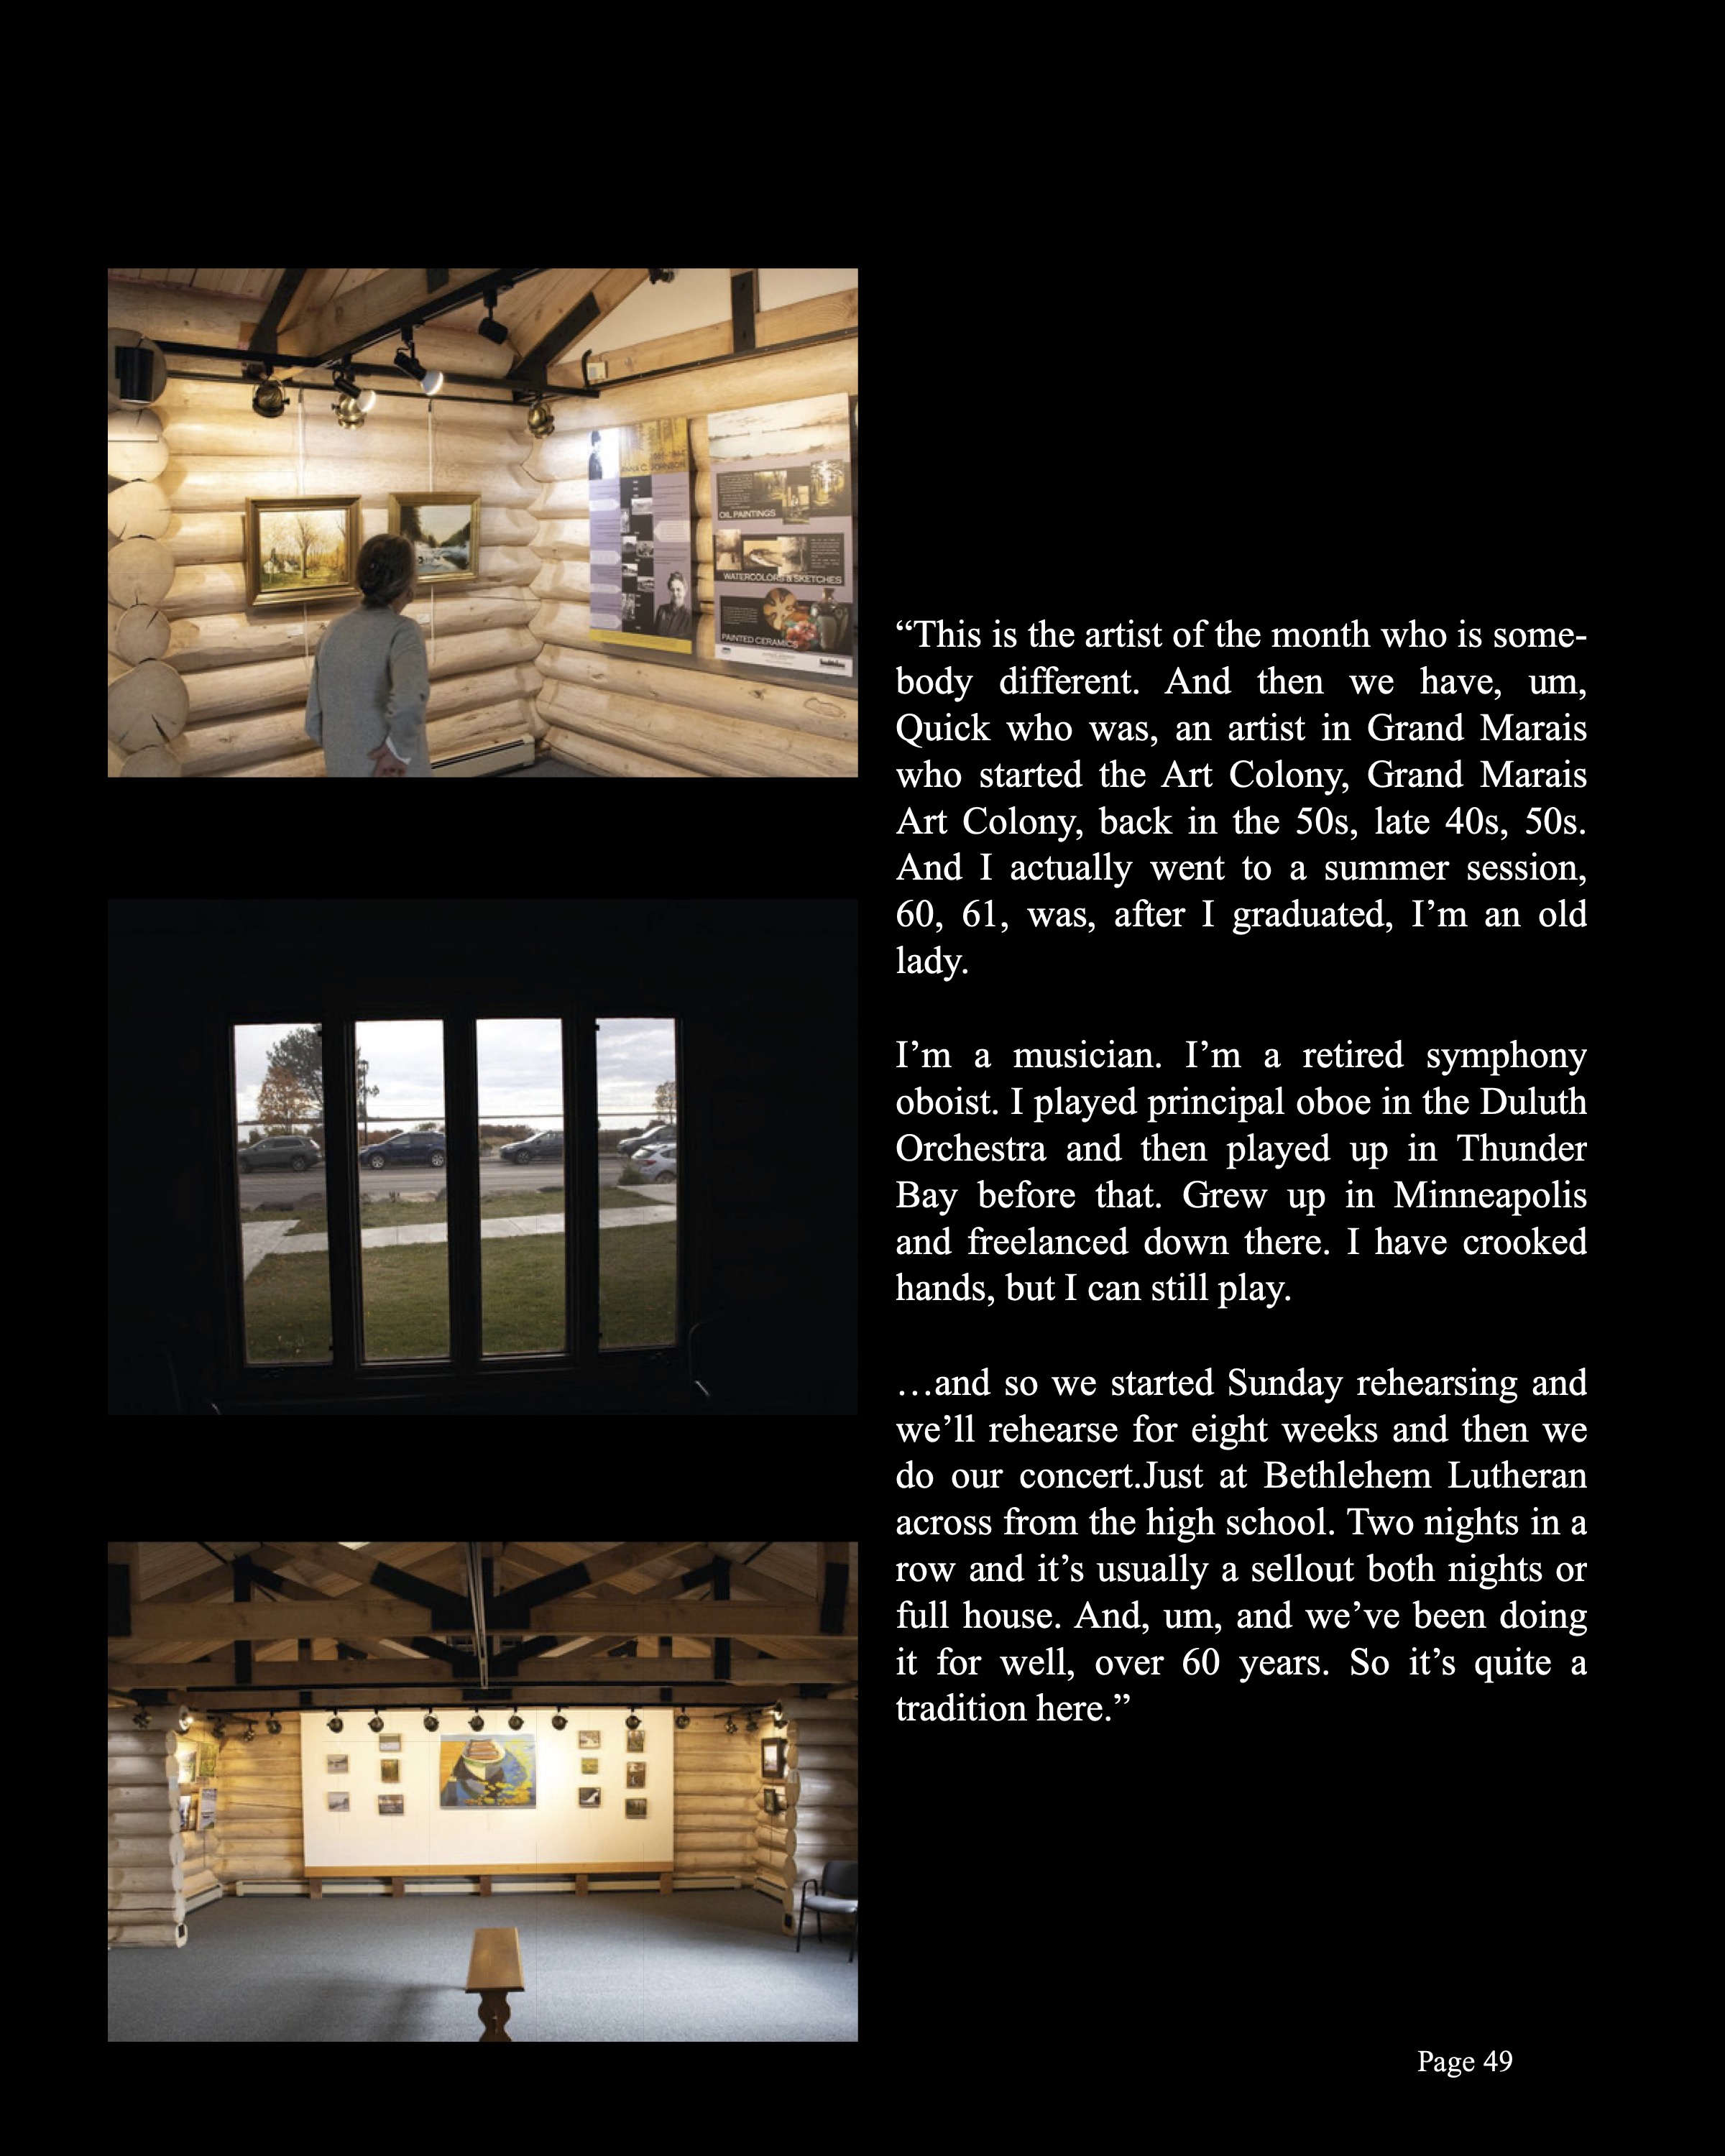 ANNA C. JOHNSON
OIL PAINTINGS
WATERCOLORS & SKETCHES
PAINTED CERAMICS
“This is the artist of the month who is some-
body different. And then we have, um,
Quick who was, an artist in Grand Marais
who started the Art Colony, Grand Marais
Art Colony, back in the 50s, late 40s, 50s.
And I actually went to a summer session,
60, 61, was, after I graduated, I’m an old
lady.
I’m a musician. I’m a retired symphony
oboist. I played principal oboe in the Duluth
Orchestra and then played up in Thunder
Bay before that. Grew up in Minneapolis
and freelanced down there. I have crooked
hands, but I can still play.
…and so we started Sunday rehearsing and
we’ll rehearse for eight weeks and then we
do our concert.Just at Bethlehem Lutheran
across from the high school. Two nights in a
row and it’s usually a sellout both nights or
full house. And, um, and we’ve been doing
it for well, over 60 years. So it’s quite a
tradition here.”
Page 49